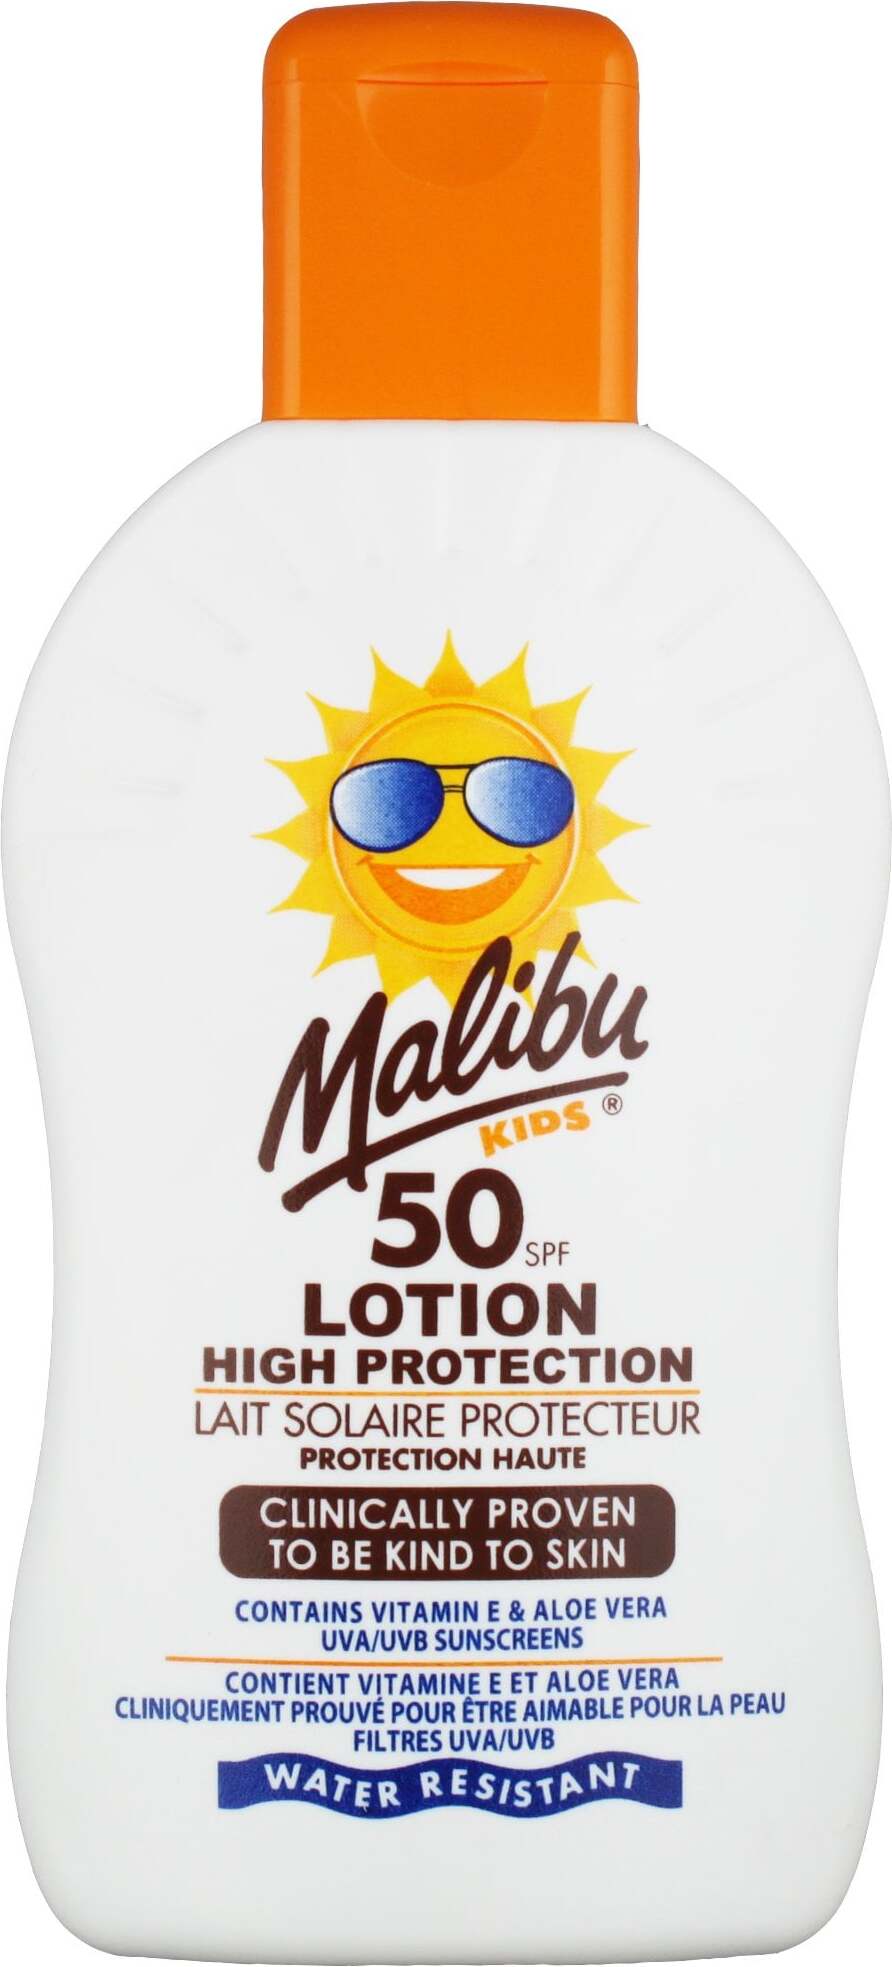 Malibu
KIDS ®
50 SPF
LOTION
HIGH PROTECTION
LAIT SOLAIRE PROTECTEUR
PROTECTION HAUTE
CLINICALLY PROVEN
TO BE KIND TO SKIN
CONTAINS VITAMIN E & ALOE VERA
UVA/UVB SUNSCREENS
CONTIENT VITAMINE E ET ALOE VERA
CLINIQUEMENT PROUVÉ POUR ÊTRE AIMABLE POUR LA PEAU
FILTRES UVA/UVB
WATER RESISTANT